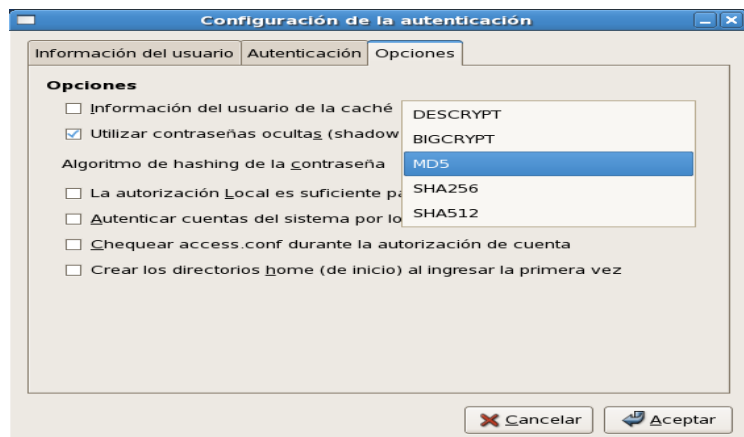 Configuración de la autenticación
Información del usuario Autenticación Opciones
Opciones
Información del usuario de la caché
Utilizar contraseñas ocultas (shadow
Algoritmo de hashing de la contraseña
DESCRYPT
BIGCRYPT
MD5
SHA256
SHA512
La autorización Local es suficiente
Autenticar cuentas del sistema por
Chequear access.conf durante la autorización de cuenta
Crear los directorios home (de inicio) al ingresar la primera vez
Cancelar Aceptar